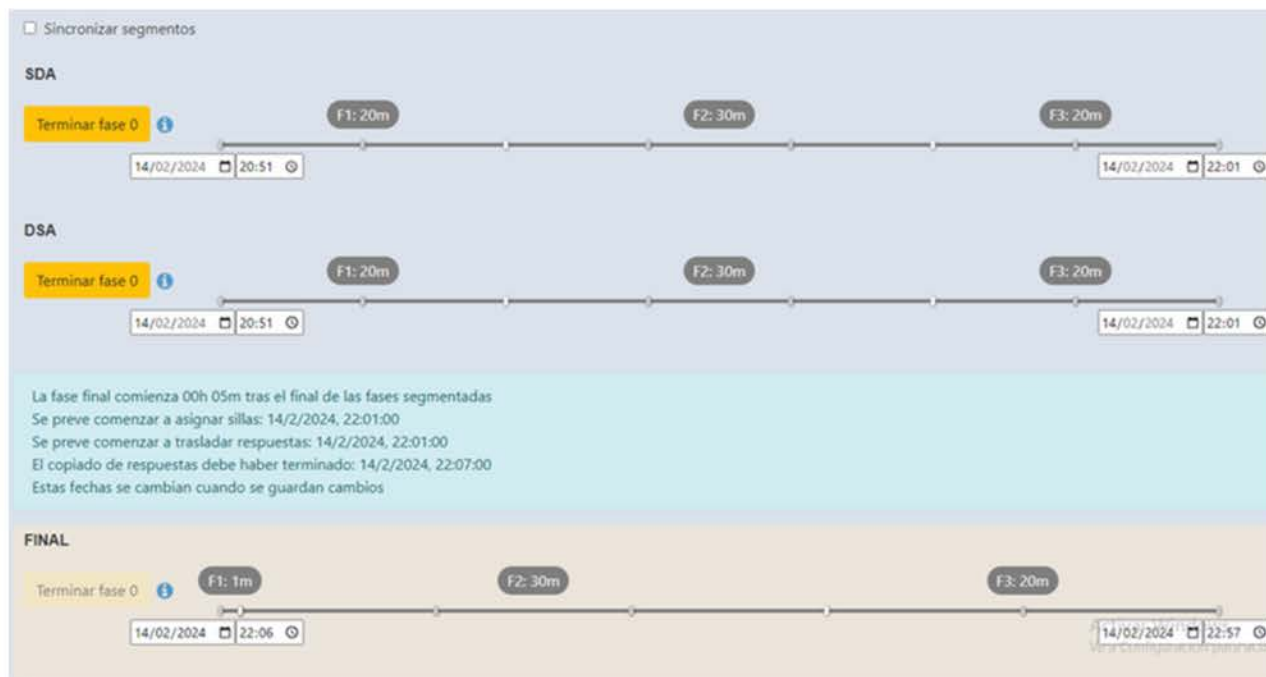 Sincronizar segmentos
SDA
F1: 20m F2: 30m F3: 20m
Terminar fase 0
14/02/2024 20:51 14/02/2024 22:01
DSA
F1: 20m F2: 30m F3: 20m
Terminar fase 0
14/02/2024 20:51 14/02/2024 22:01
La fase final comienza 00h 05m tras el final de las fases segmentadas
Se preve comenzar a asignar sillas: 14/2/2024, 22:01:00
Se preve comenzar a trasladar respuestas: 14/2/2024, 22:01:00
El copiado de respuestas debe haber terminado: 14/2/2024, 22:07:00
Estas fechas se cambian cuando se guardan cambios
FINAL
F1: 1m F2: 30m F3: 20m
Terminar fase 0
14/02/2024 22:06 14/02/2024 22:57